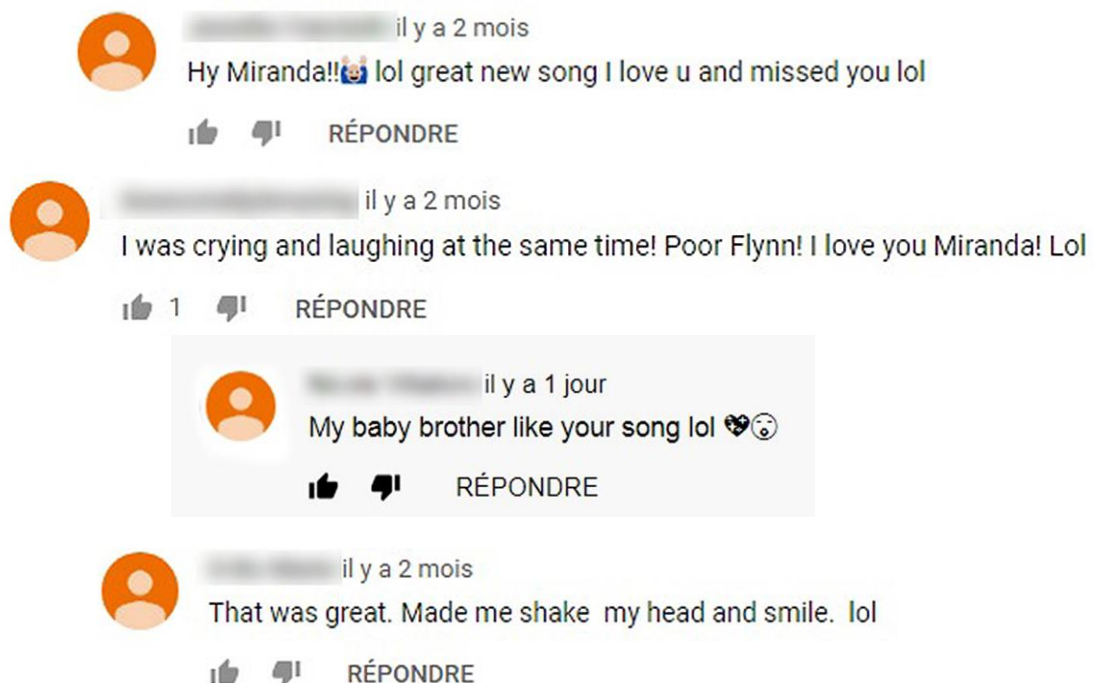 il y a 2 mois
Hy Miranda!!🙌 lol great new song I love u and missed you lol
RÉPONDRE
il y a 2 mois
I was crying and laughing at the same time! Poor Flynn! I love you Miranda! Lol
1 RÉPONDRE
il y a 1 jour
My baby brother like your song lol 💖😮
RÉPONDRE
il y a 2 mois
That was great. Made me shake  my head and smile.  lol
RÉPONDRE